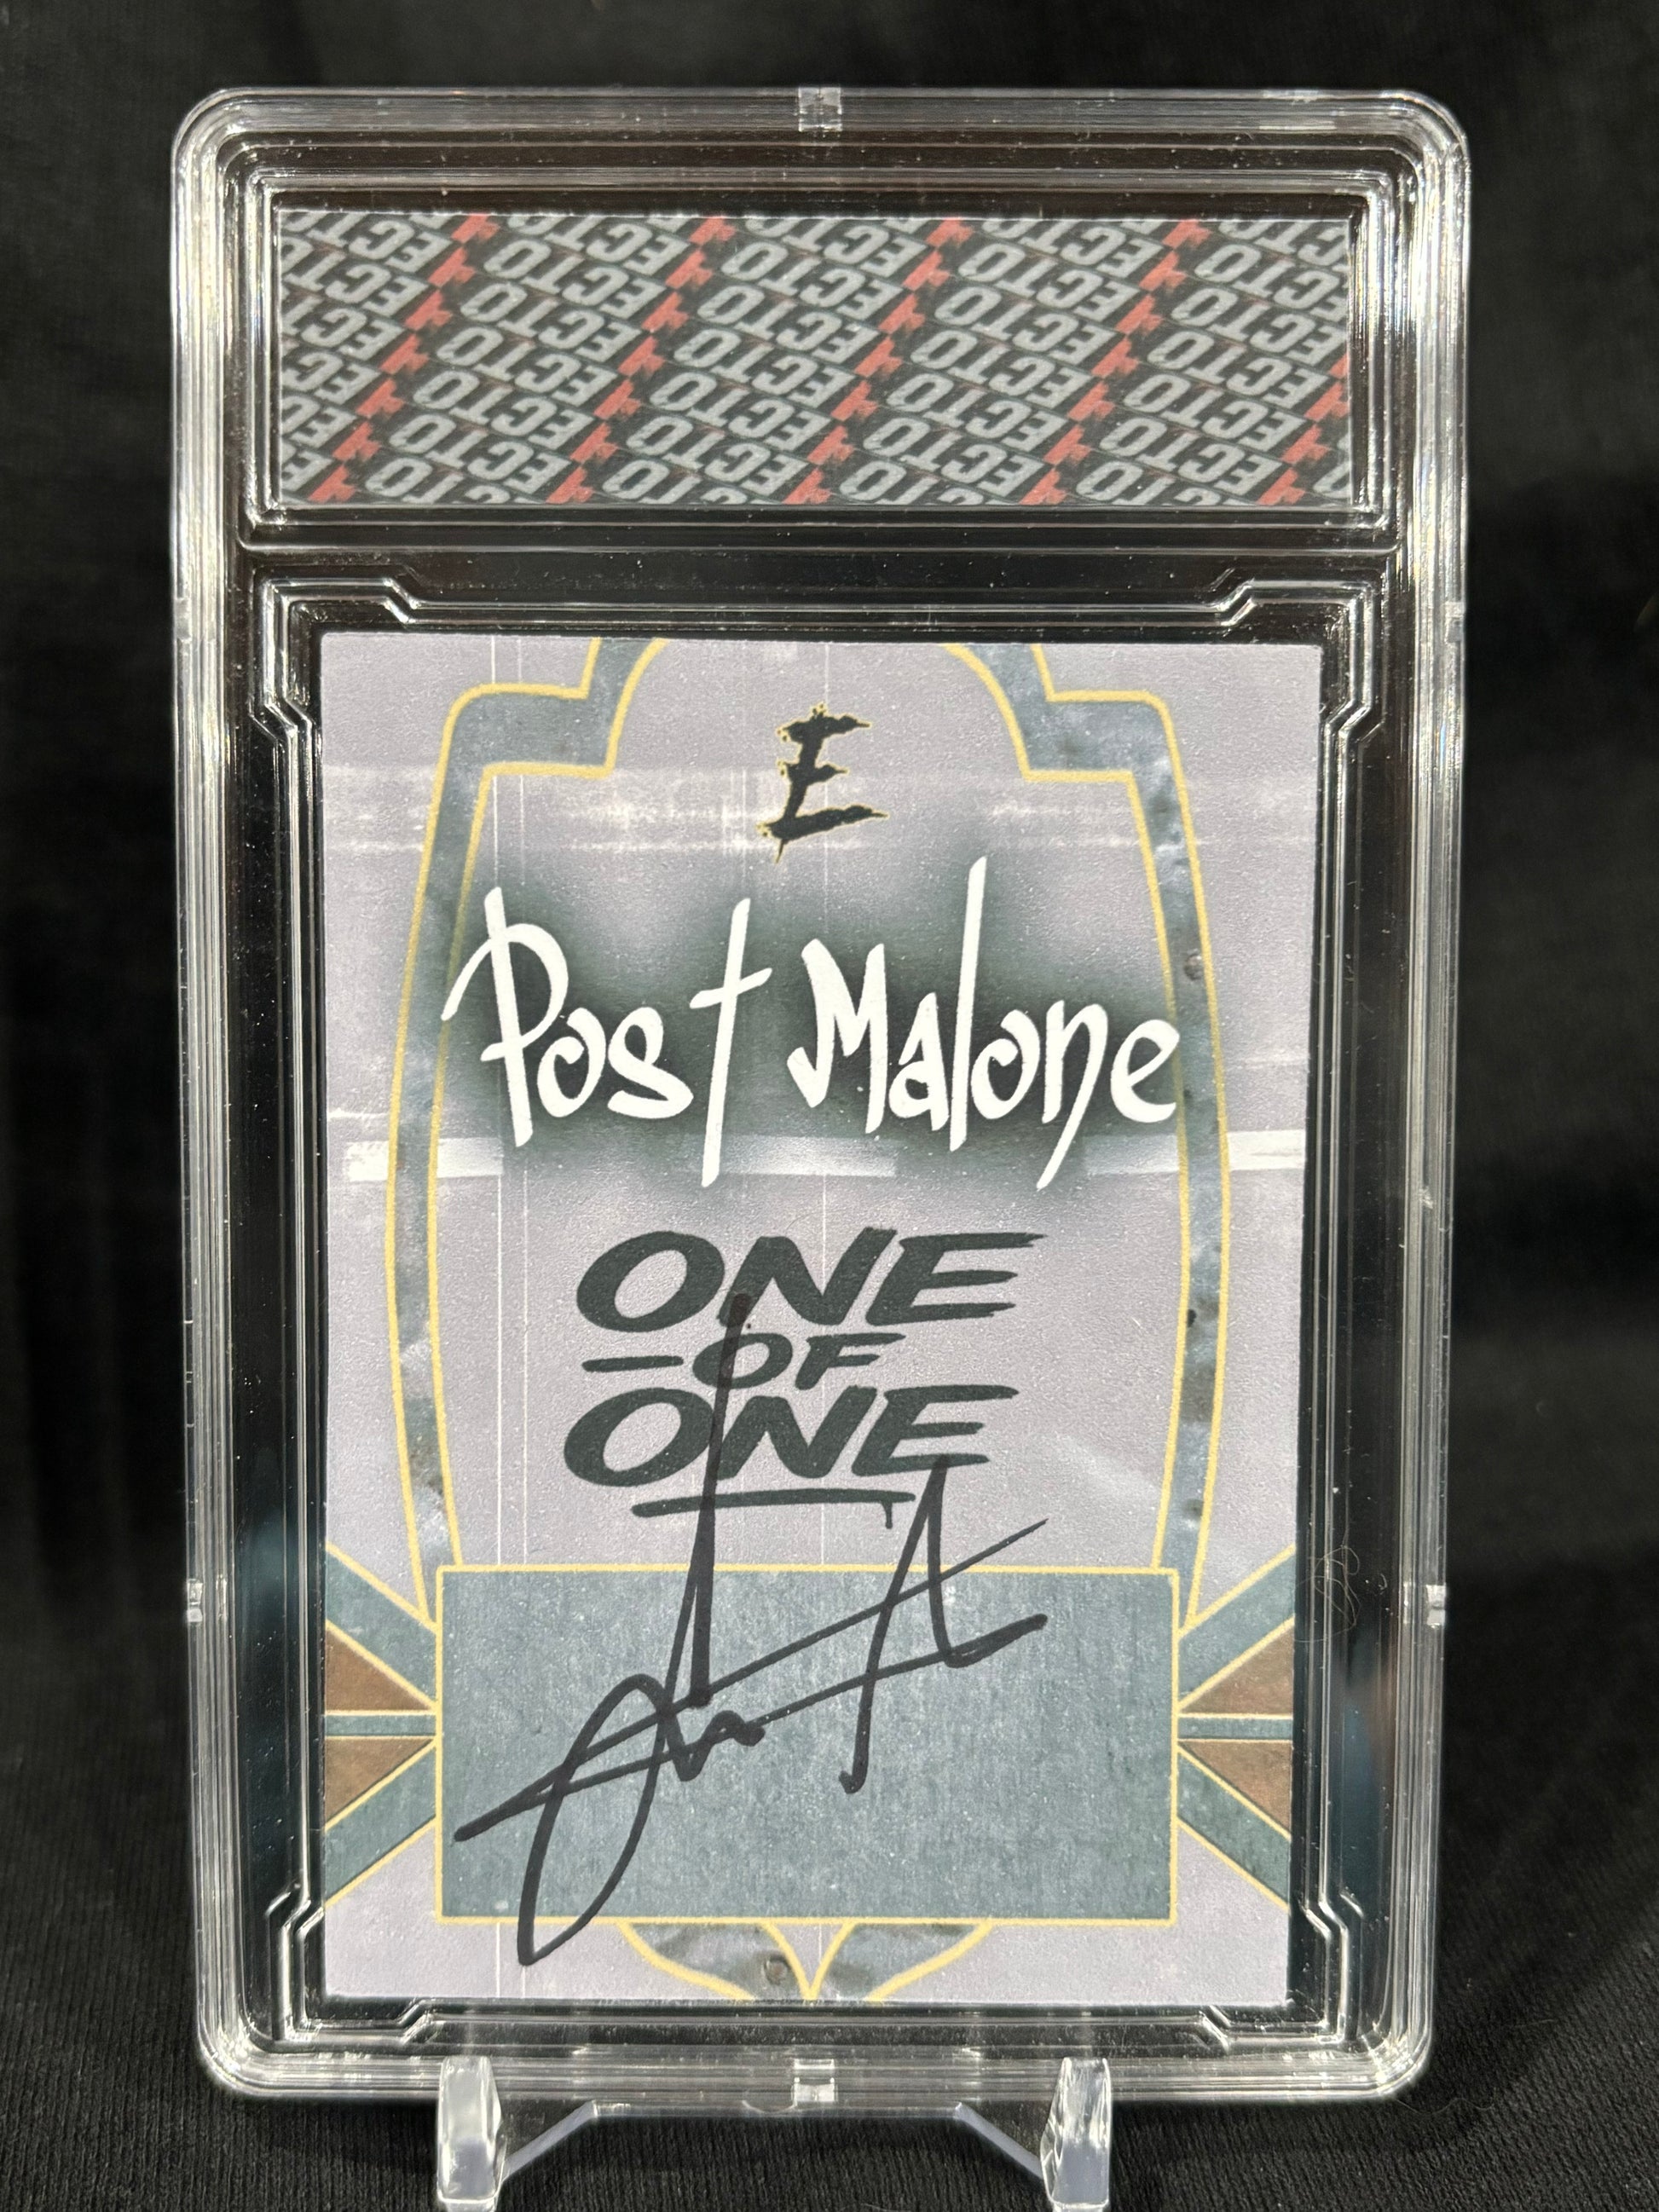 ECTO ECTO ECTO ECTO ECTO
E
Post Malone
ONE
OF
ONE